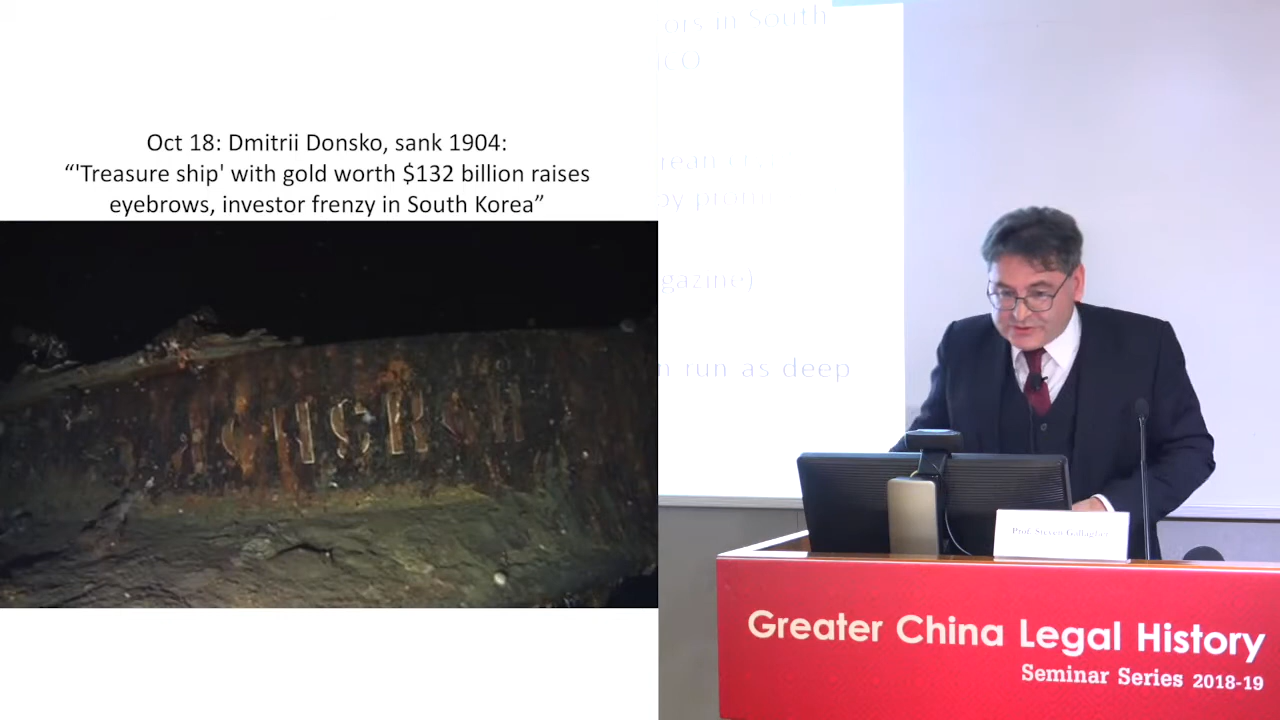 Oct 18: Dmitrii Donsko, sank 1904:
“'Treasure ship' with gold worth $132 billion raises
eyebrows, investor frenzy in South Korea”
ors in South
gazine)
n run as deep
Prof. Steven Gallagher
Greater China Legal History
Seminar Series 2018-19